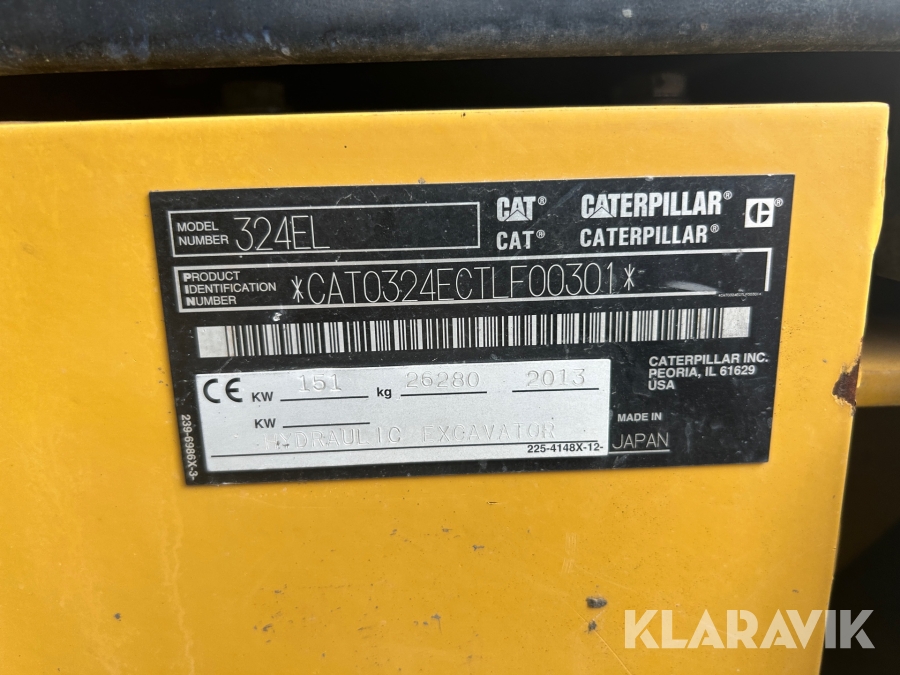 MODEL NUMBER 324EL
CAT® CATERPILLAR® C®
CAT® CATERPILLAR®
PRODUCT IDENTIFICATION NUMBER *CAT0324ECTLF00301*
CE KW 151 kg 26280 2013
KW
HYDRAULIC EXCAVATOR
225-4148X-12-
239-6986X-3-
CATERPILLAR INC.
PEORIA, IL 61629
USA
MADE IN
JAPAN
KLARAVIK